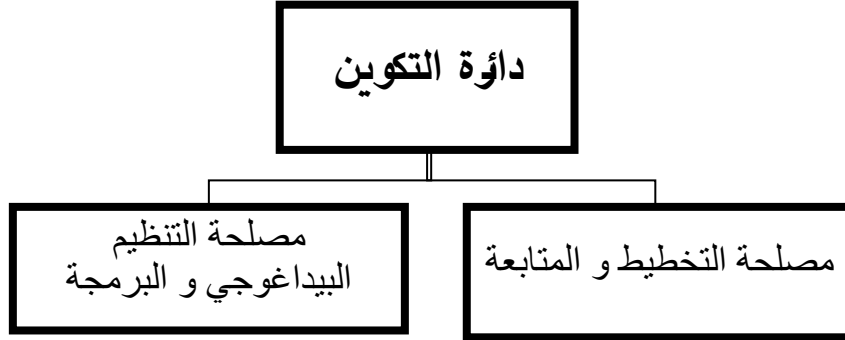 دائرة التكوين
مصلحة التخطيط و المتابعة
مصلحة التنظيم
البيداغوجي و البرمجة